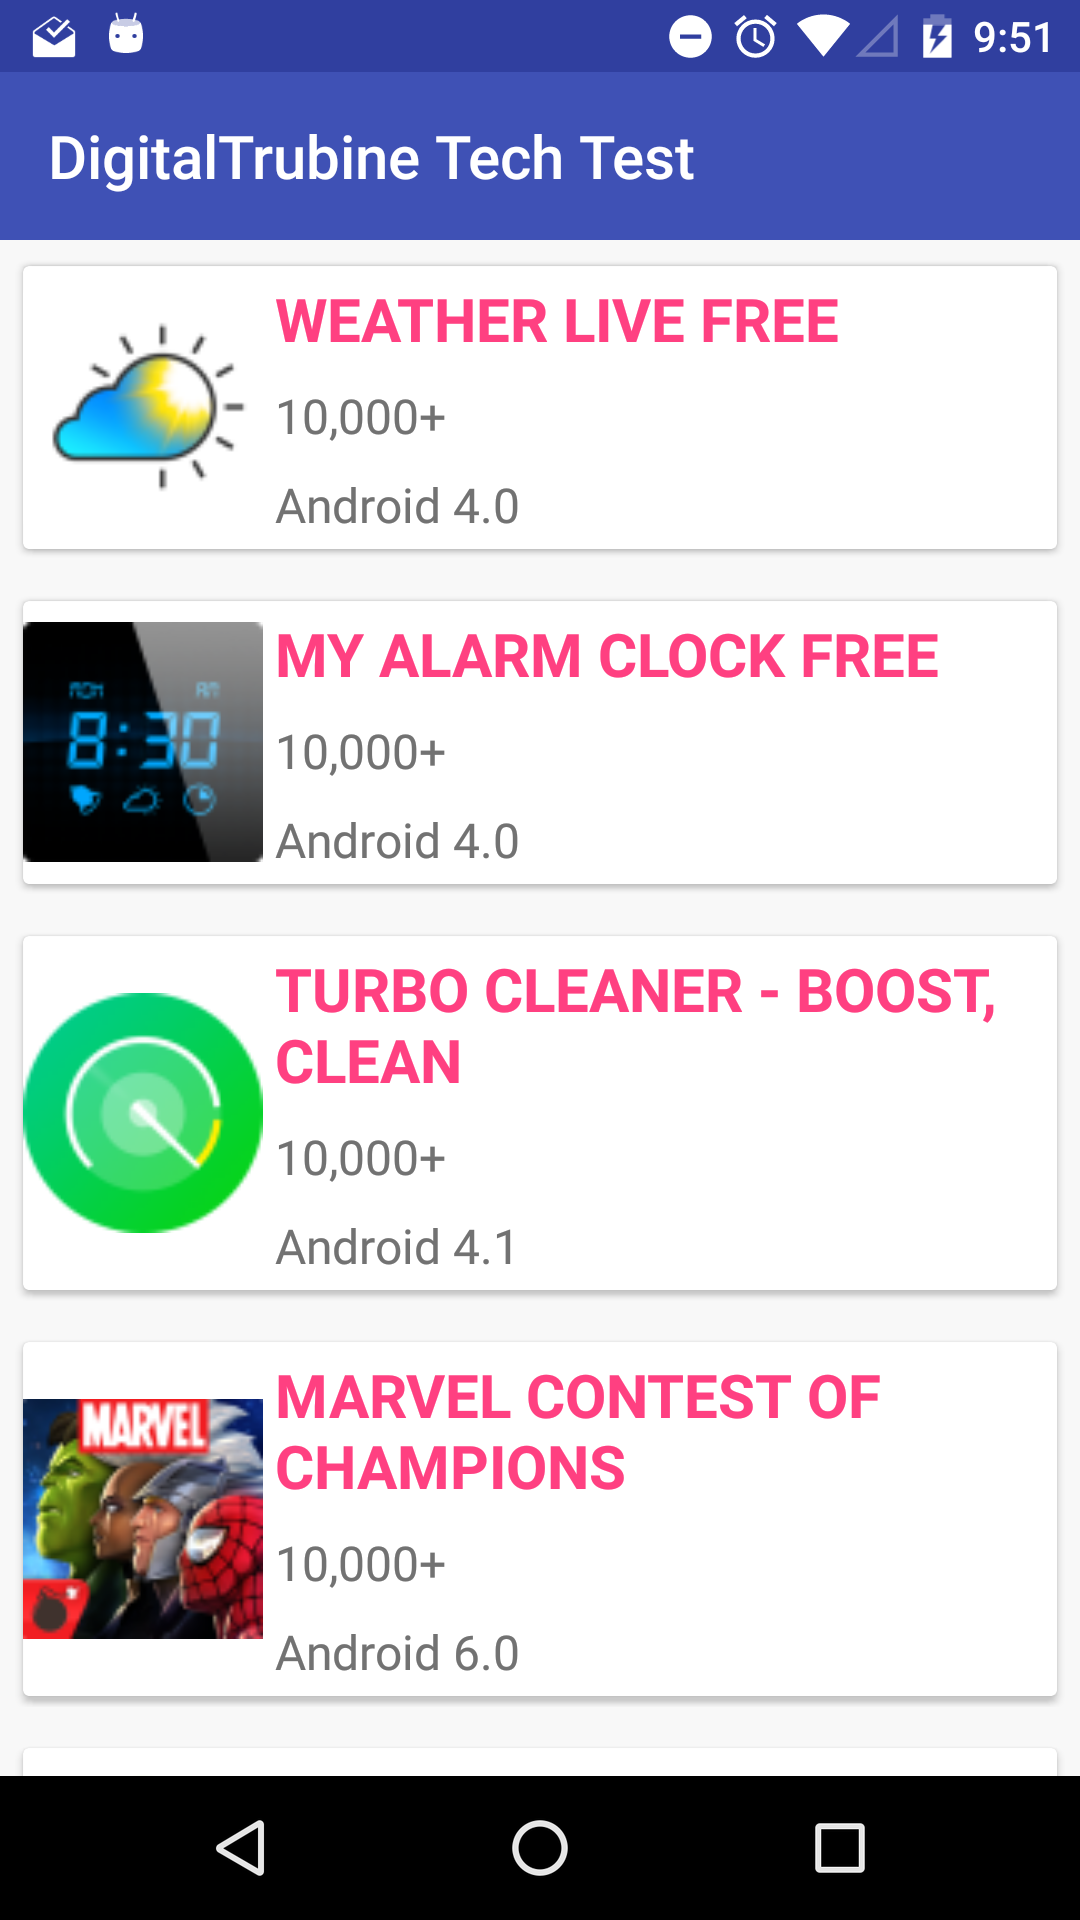 9:51
DigitalTrubine Tech Test
WEATHER LIVE FREE
10,000+
Android 4.0
MON AM
8:30
MY ALARM CLOCK FREE
10,000+
Android 4.0
TURBO CLEANER - BOOST,
CLEAN
10,000+
Android 4.1
MARVEL
MARVEL CONTEST OF
CHAMPIONS
10,000+
Android 6.0